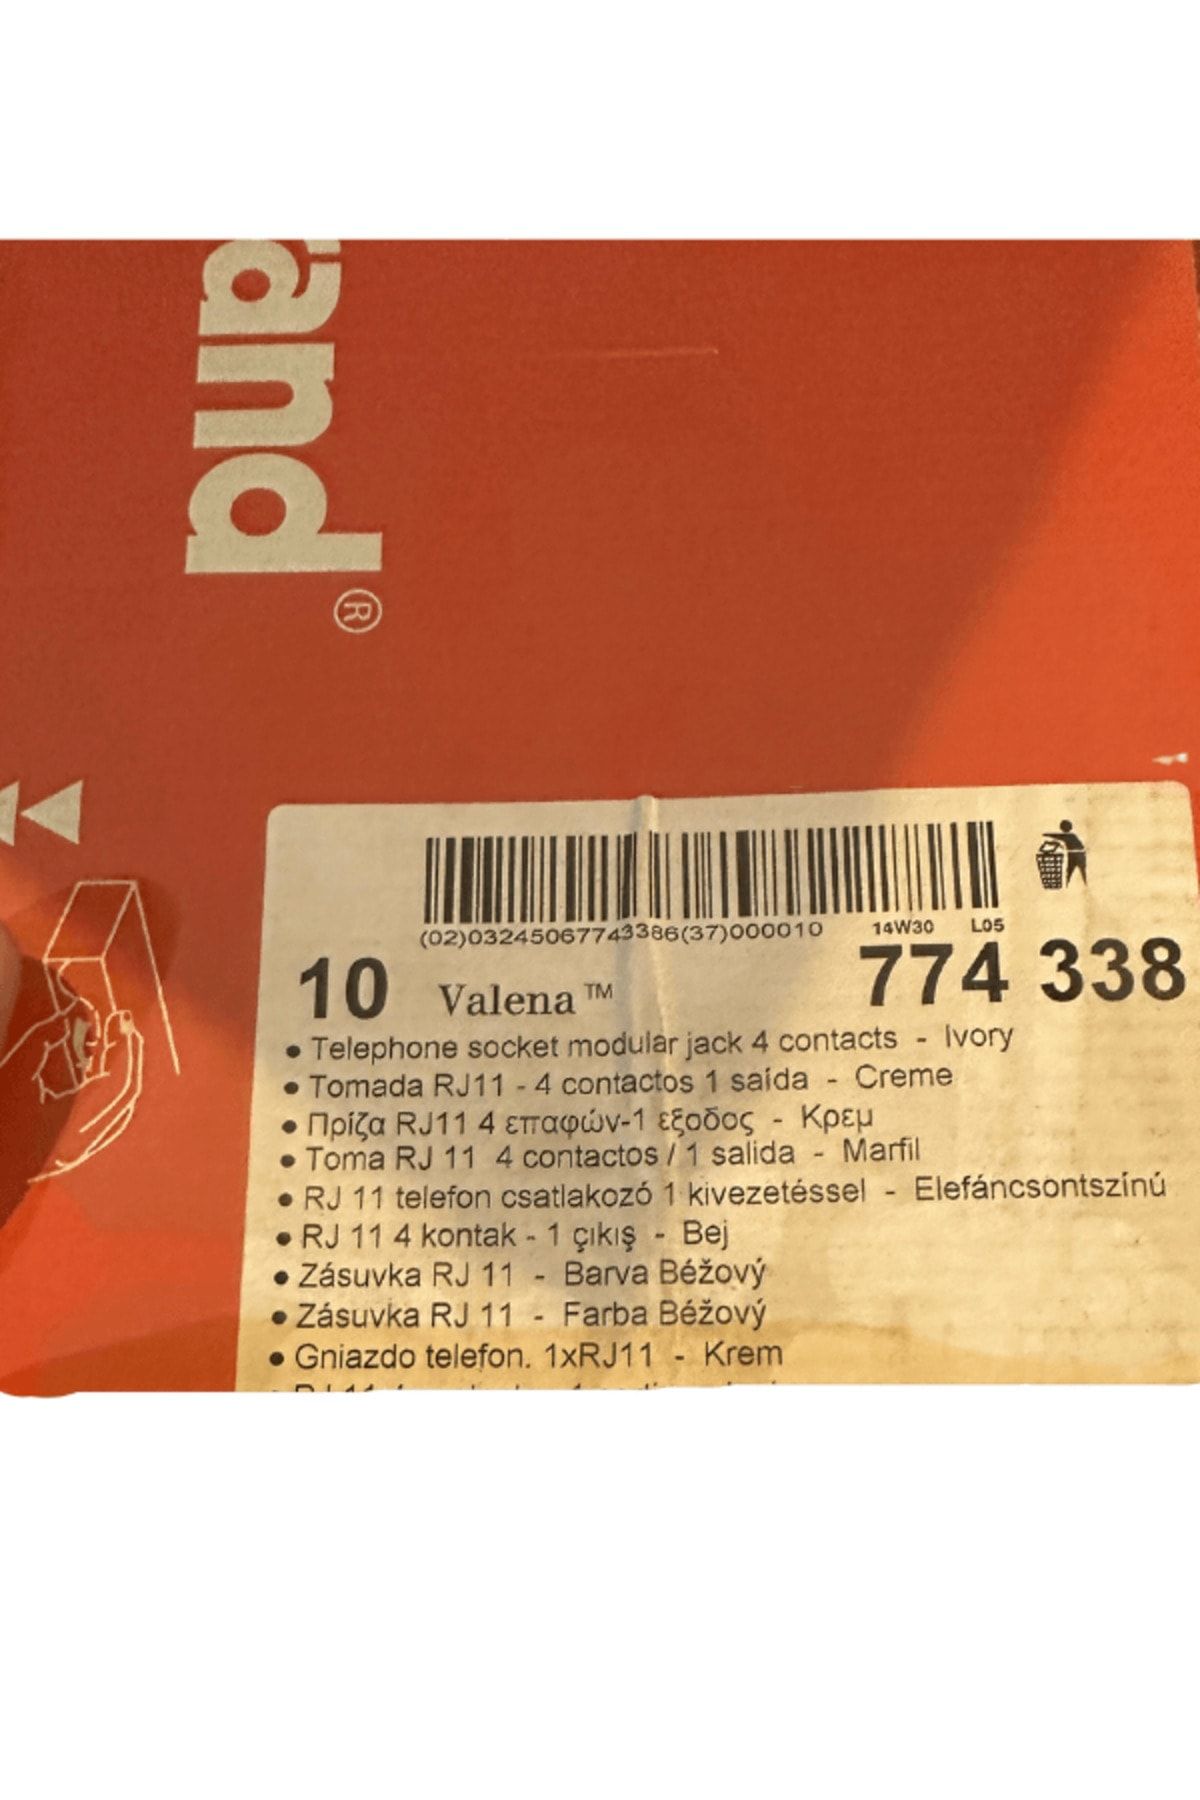 rand®
(02)03245067743386(37)000010 14W30 L05
10 Valena™ 774 338
• Telephone socket modular jack 4 contacts - Ivory
• Tomada RJ11 - 4 contactos 1 saída - Creme
• Πρίζα RJ11 4 επαφών-1 εξοδος - Κρεμ
• Toma RJ 11 4 contactos / 1 salida - Marfil
• RJ 11 telefon csatlakozó 1 kivezetéssel - Elefáncsontszínú
• RJ 11 4 kontak - 1 çıkış - Bej
• Zásuvka RJ 11 - Barva Béžový
• Zásuvka RJ 11 - Farba Béžový
• Gniazdo telefon. 1xRJ11 - Krem